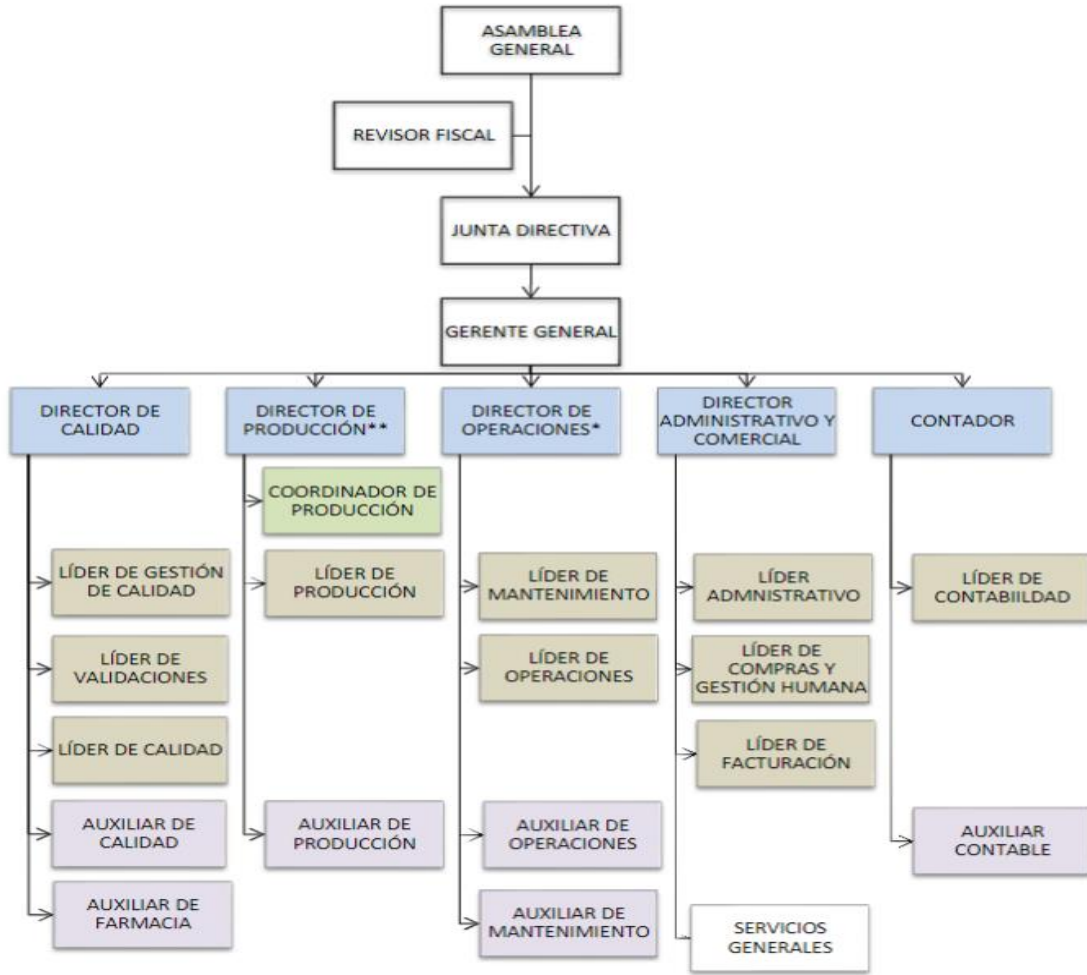 ASAMBLEA
GENERAL
REVISOR FISCAL
JUNTA DIRECTIVA
GERENTE GENERAL
DIRECTOR DE
CALIDAD
DIRECTOR DE
PRODUCCIÓN**
DIRECTOR DE
OPERACIONES*
DIRECTOR
ADMINISTRATIVO Y
COMERCIAL
CONTADOR
COORDINADOR DE
PRODUCCIÓN
LÍDER DE GESTIÓN
DE CALIDAD
LÍDER DE
PRODUCCIÓN
LÍDER DE
MANTENIMIENTO
LÍDER
ADMNISTRATIVO
LÍDER DE
CONTABIILDAD
LÍDER DE
VALIDACIONES
LÍDER DE
OPERACIONES
LÍDER DE
COMPRAS Y
GESTIÓN HUMANA
LÍDER DE CALIDAD
LÍDER DE
FACTURACIÓN
AUXILIAR DE
CALIDAD
AUXILIAR DE
PRODUCCIÓN
AUXILIAR DE
OPERACIONES
AUXILIAR
CONTABLE
AUXILIAR DE
FARMACIA
AUXILIAR DE
MANTENIMIENTO
SERVICIOS
GENERALES